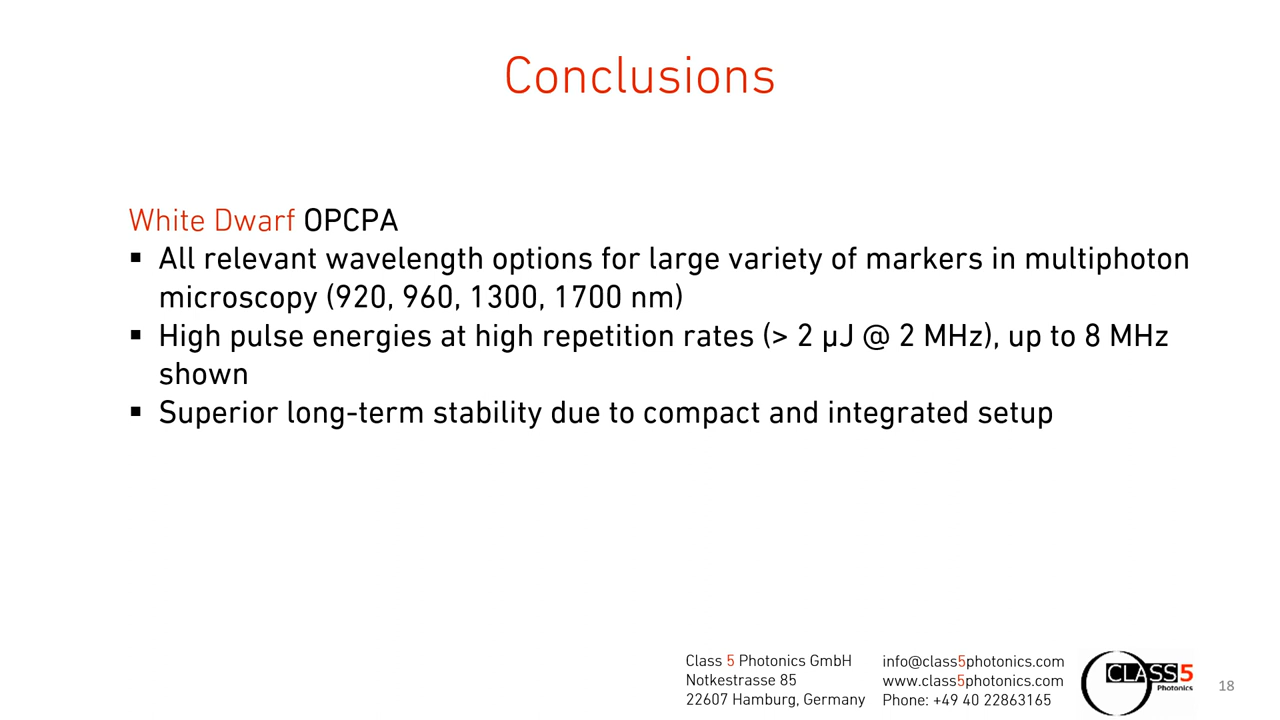 Conclusions
White Dwarf OPCPA
▪ All relevant wavelength options for large variety of markers in multiphoton
microscopy (920, 960, 1300, 1700 nm)
▪ High pulse energies at high repetition rates (> 2 µJ @ 2 MHz), up to 8 MHz
shown
▪ Superior long-term stability due to compact and integrated setup
Class 5 Photonics GmbH
Notkestrasse 85
22607 Hamburg, Germany
info@class5photonics.com
www.class5photonics.com
Phone: +49 40 22863165
CLASS5
Photonics
18